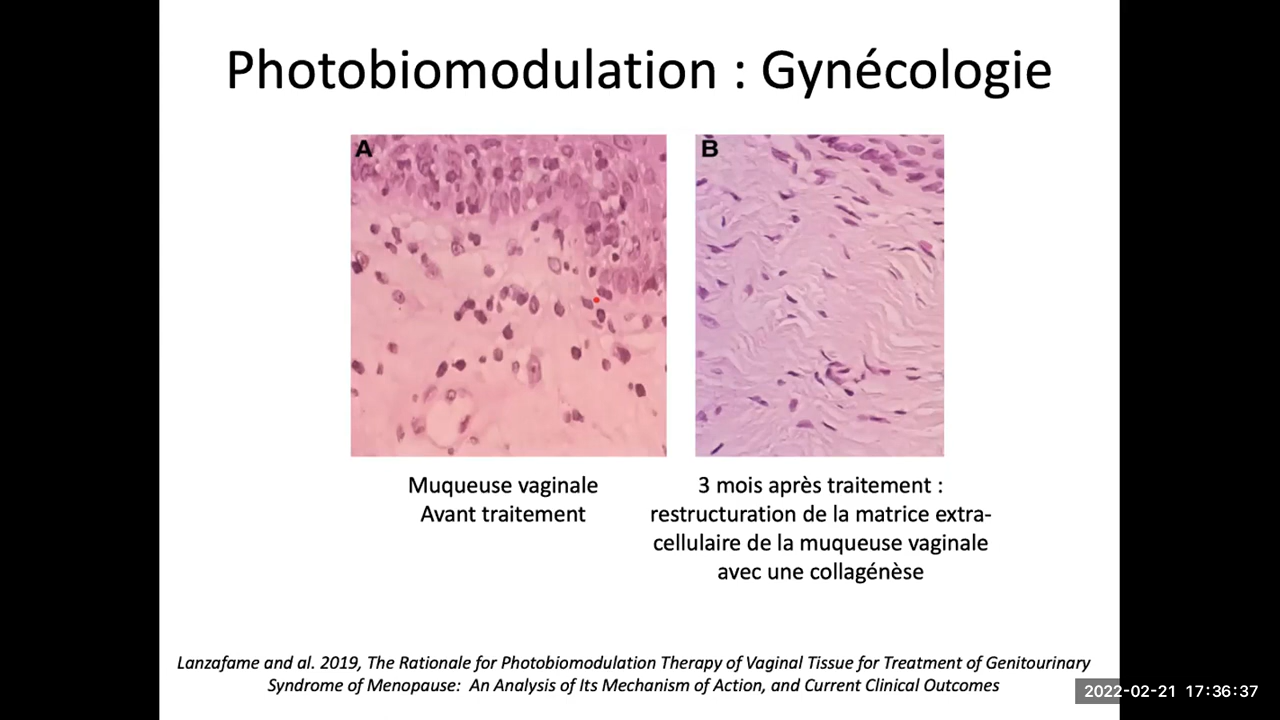 Photobiomodulation : Gynécologie
A
B
Muqueuse vaginale
Avant traitement
3 mois après traitement :
restructuration de la matrice extra-
cellulaire de la muqueuse vaginale
avec une collagénèse
Lanzafame and al. 2019, The Rationale for Photobiomodulation Therapy of Vaginal Tissue for Treatment of Genitourinary
Syndrome of Menopause: An Analysis of Its Mechanism of Action, and Current Clinical Outcomes
2022-02-21 17:36:37